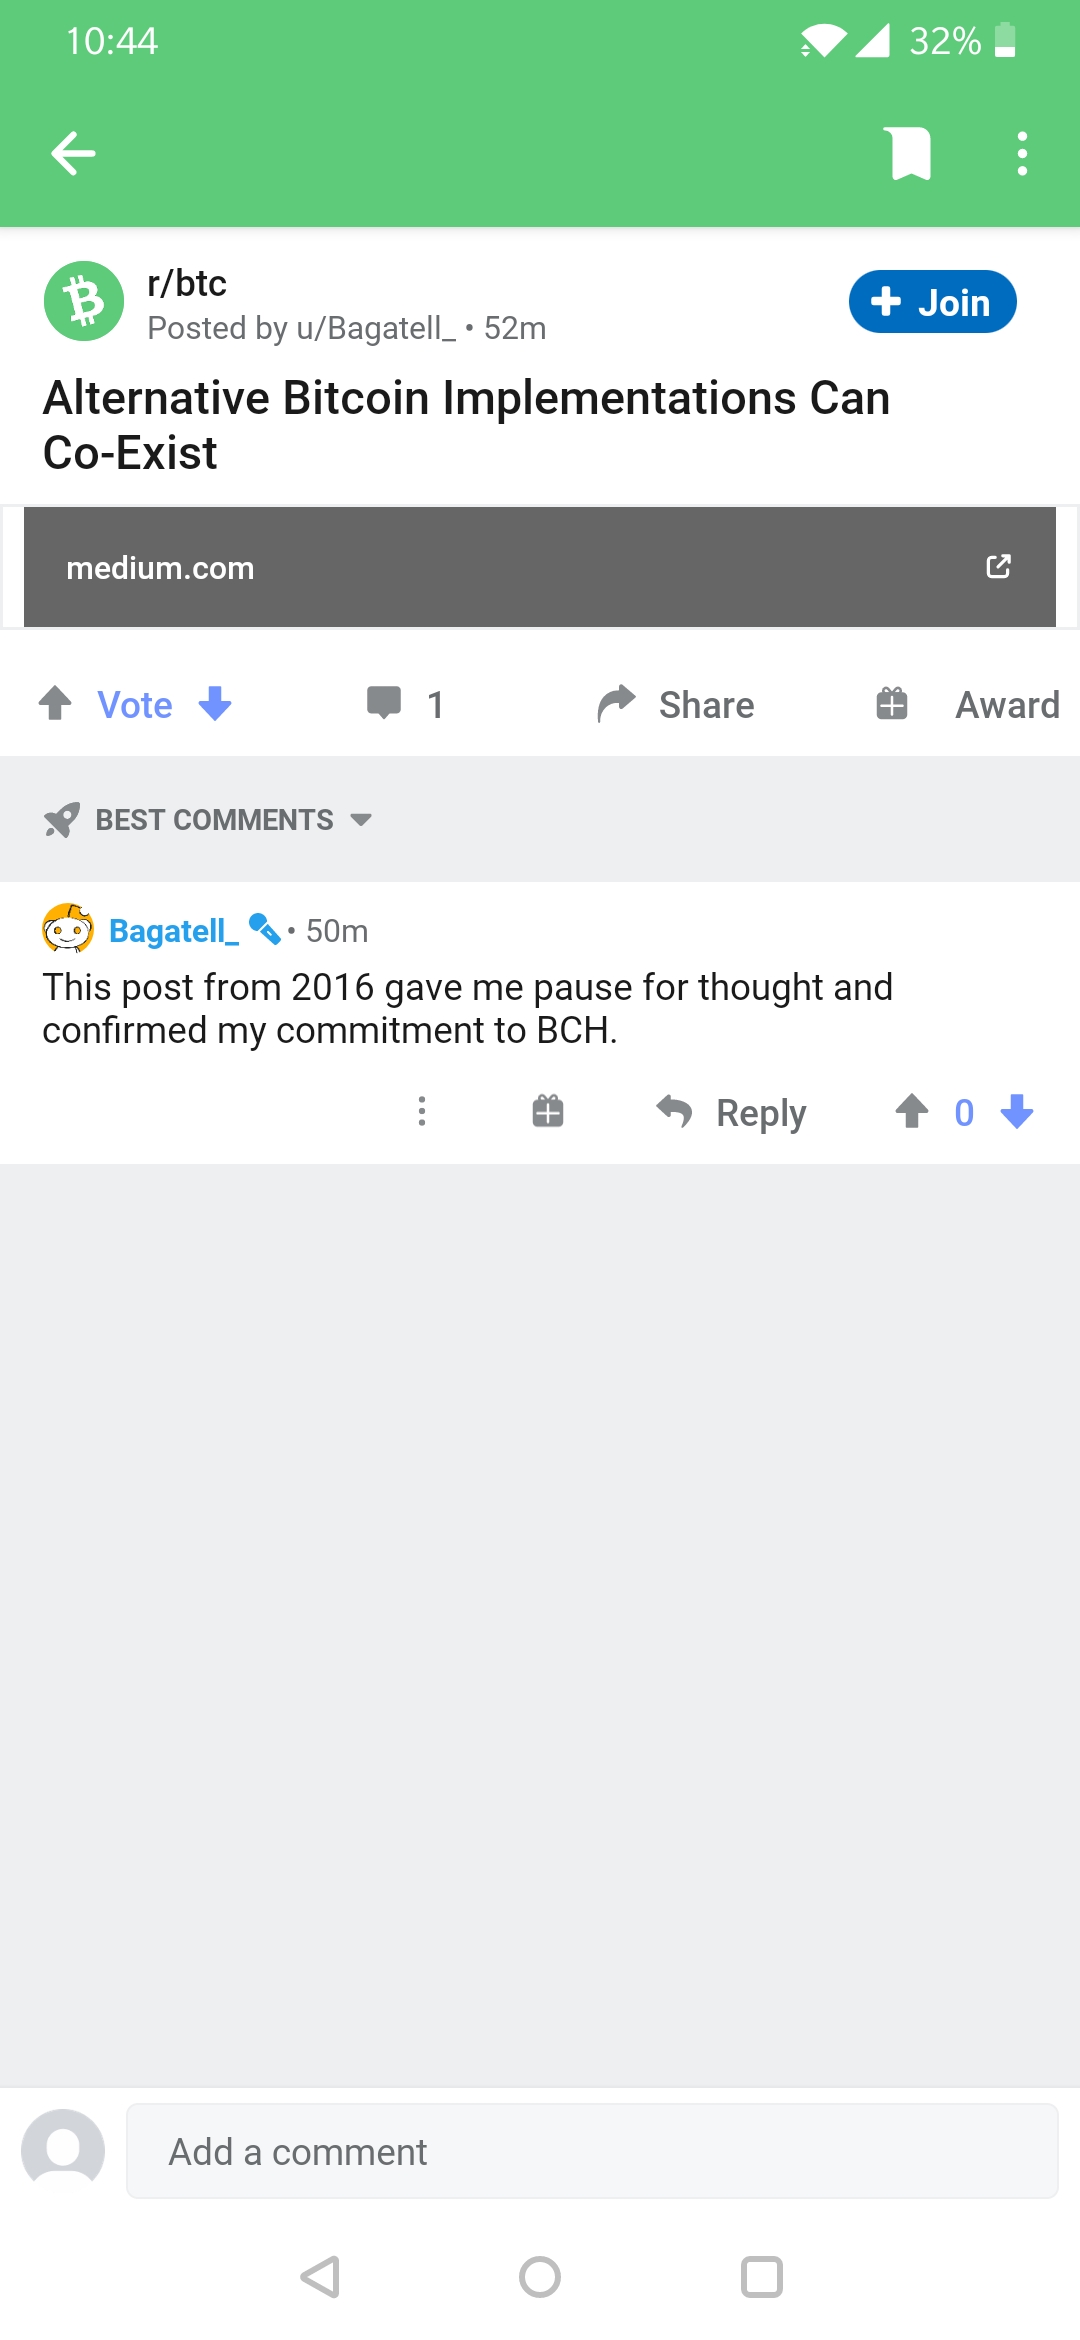 10:44
32%
r/btc
Posted by u/Bagatell_ • 52m
Join
Alternative Bitcoin Implementations Can
Co-Exist
medium.com
Vote
1
Share
Award
BEST COMMENTS
Bagatell_ • 50m
This post from 2016 gave me pause for thought and
confirmed my commitment to BCH.
Reply
0
Add a comment